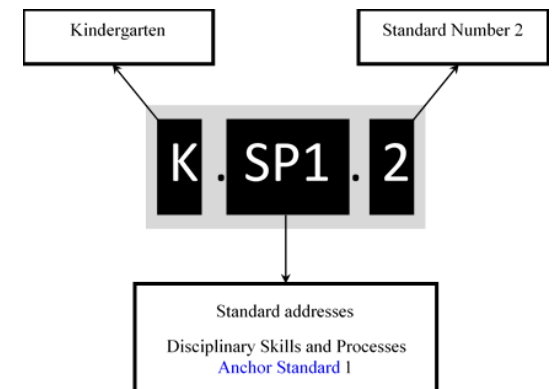 Kindergarten
Standard Number 2
K . SP1 . 2
Standard addresses
Disciplinary Skills and Processes
Anchor Standard 1